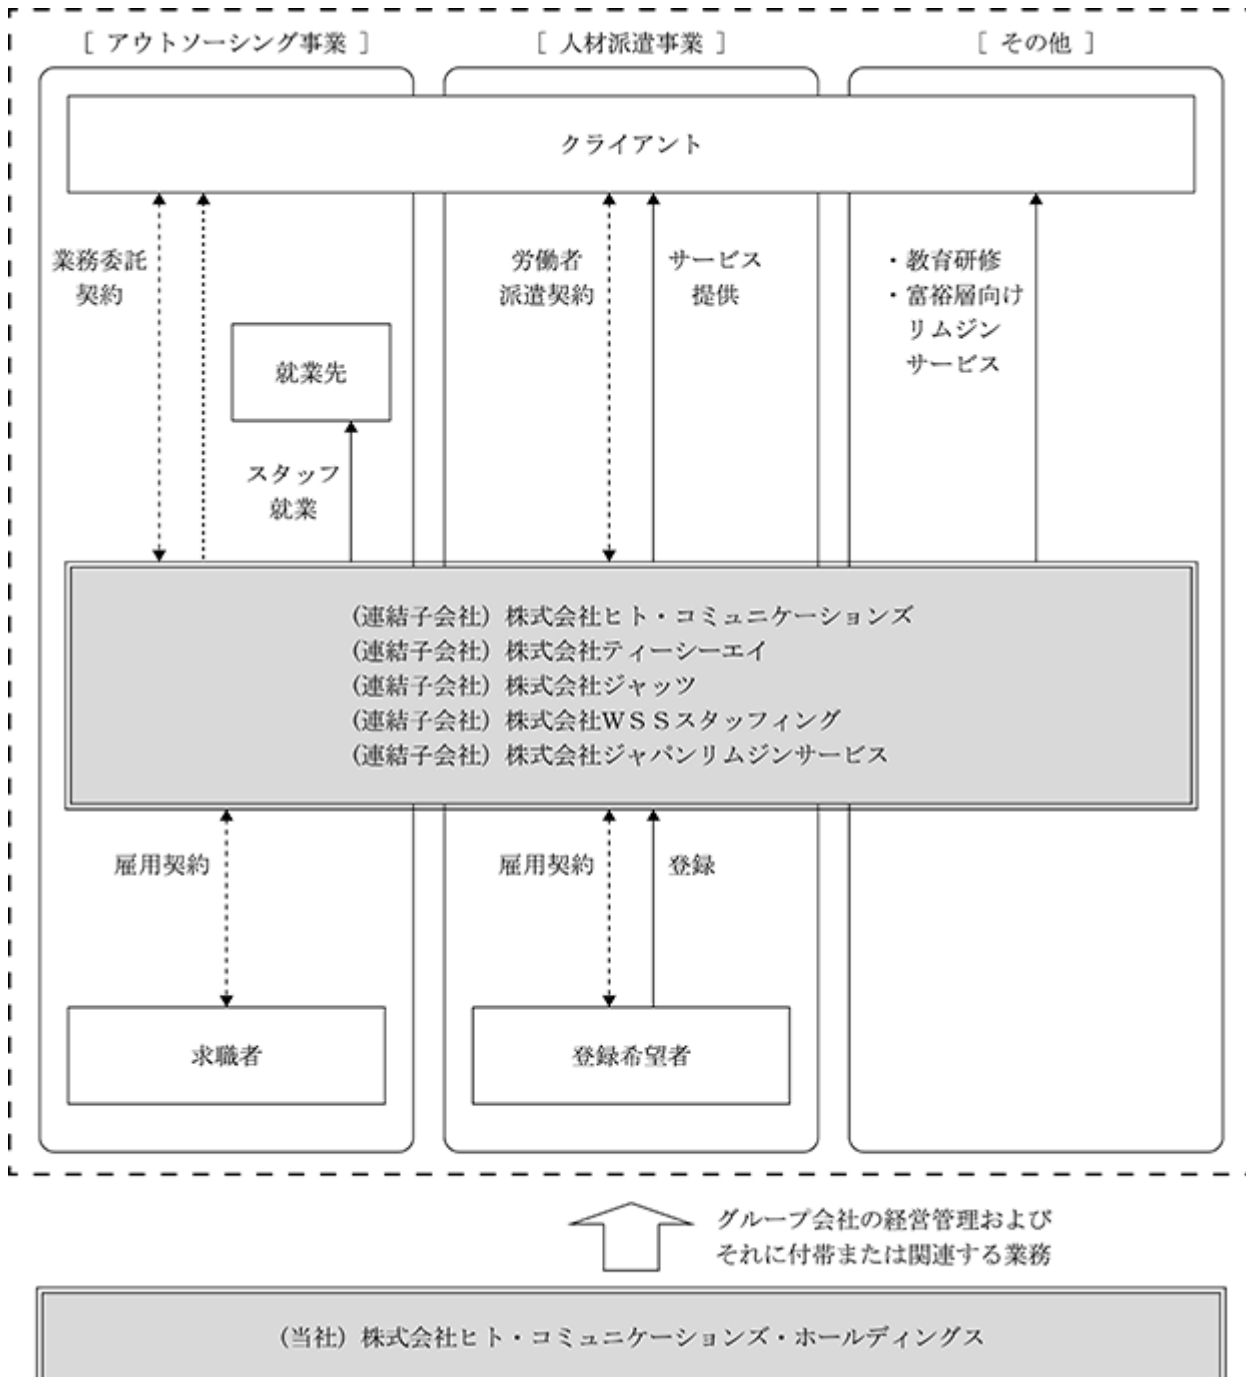 ［ アウトソーシング事業 ］
［ 人材派遣事業 ］
［ その他 ］
クライアント
業務委託
契約
労働者
派遣契約
サービス
提供
・教育研修
・富裕層向け
リムジン
サービス
就業先
スタッフ
就業
(連結子会社) 株式会社ヒト・コミュニケーションズ
(連結子会社) 株式会社ティーシーエイ
(連結子会社) 株式会社ジャッツ
(連結子会社) 株式会社ＷＳＳスタッフィング
(連結子会社) 株式会社ジャパンリムジンサービス
雇用契約
雇用契約
登録
求職者
登録希望者
グループ会社の経営管理および
それに付帯または関連する業務
(当社) 株式会社ヒト・コミュニケーションズ・ホールディングス